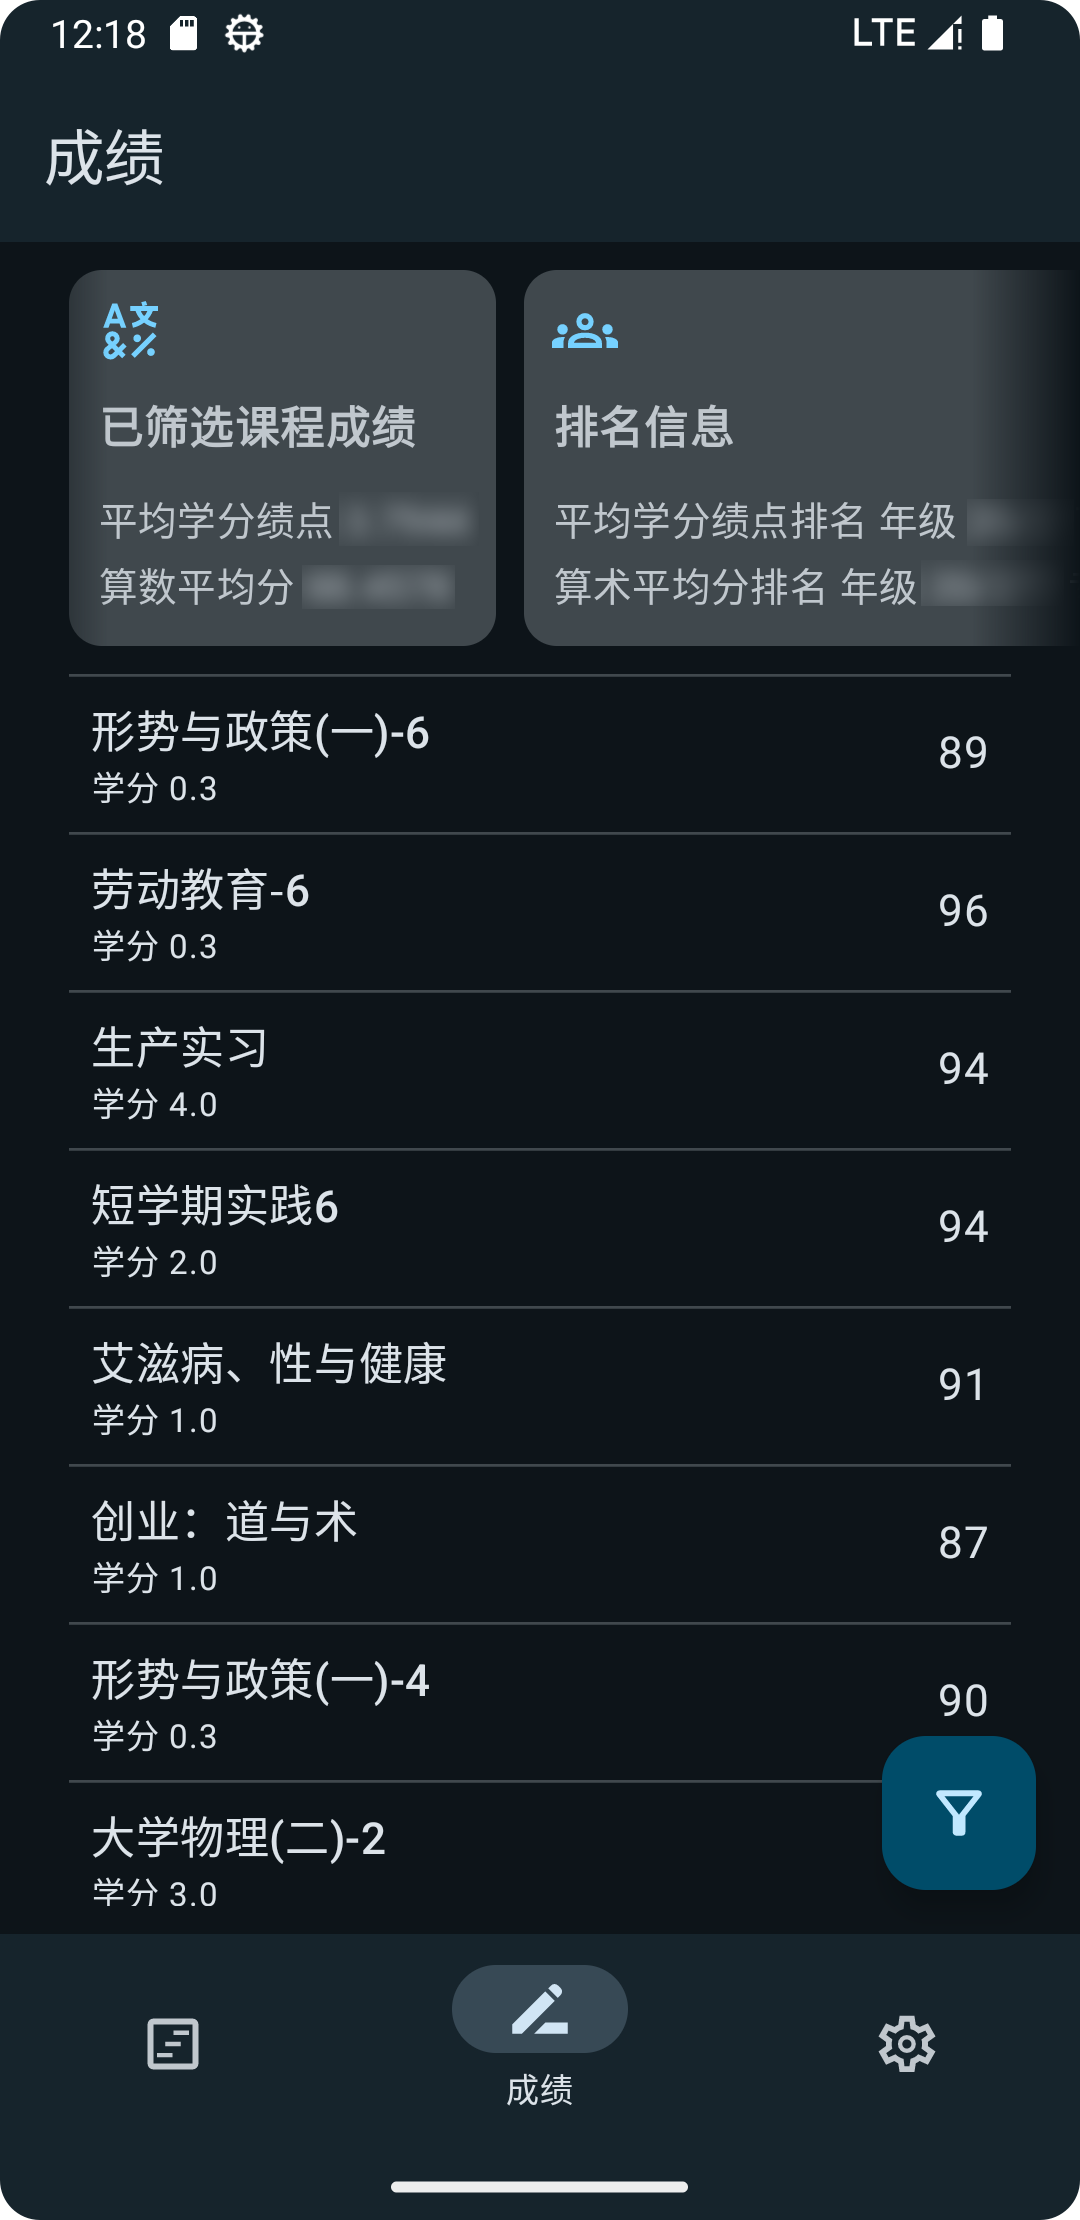 12:18 LTE
成绩
A文
&%
已筛选课程成绩
平均学分绩点
算数平均分
排名信息
平均学分绩点排名 年级
算术平均分排名 年级
形势与政策(一)-6
学分 0.3
89
劳动教育-6
学分 0.3
96
生产实习
学分 4.0
94
短学期实践6
学分 2.0
94
艾滋病、性与健康
学分 1.0
91
创业：道与术
学分 1.0
87
形势与政策(一)-4
学分 0.3
90
大学物理(二)-2
学分 3.0
成绩